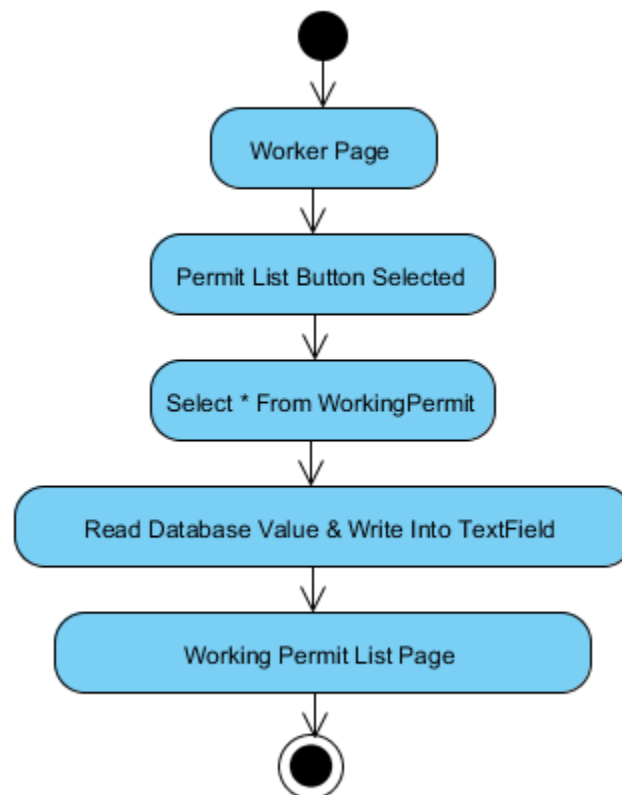 Worker Page
Permit List Button Selected
Select * From WorkingPermit
Read Database Value & Write Into TextField
Working Permit List Page